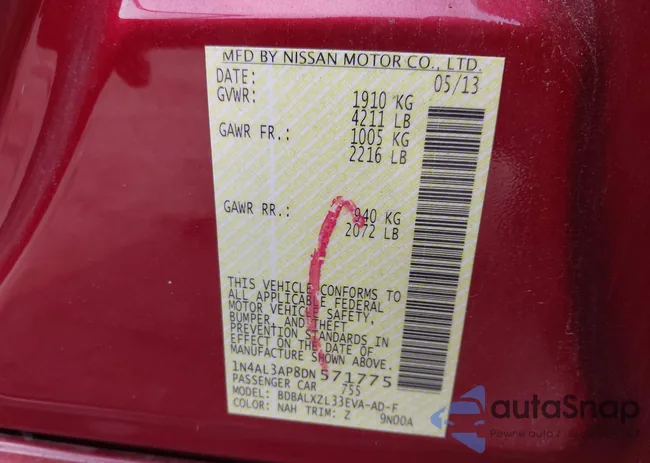 MFD BY NISSAN MOTOR CO., LTD.
DATE: 05/13
GVWR: 1910 KG
4211 LB
GAWR FR.: 1005 KG
2216 LB
GAWR RR.: 940 KG
2072 LB
THIS VEHICLE CONFORMS TO
ALL APPLICABLE FEDERAL
MOTOR VEHICLE SAFETY,
BUMPER, AND THEFT
PREVENTION STANDARDS IN
EFFECT ON THE DATE OF
MANUFACTURE SHOWN ABOVE.
1N4AL3AP8DN571775
PASSENGER CAR 755
MODEL: BDBALXZL33EVA-AD-F
COLOR: NAH TRIM: Z 9N00A
autoSnap
Pewne auto z